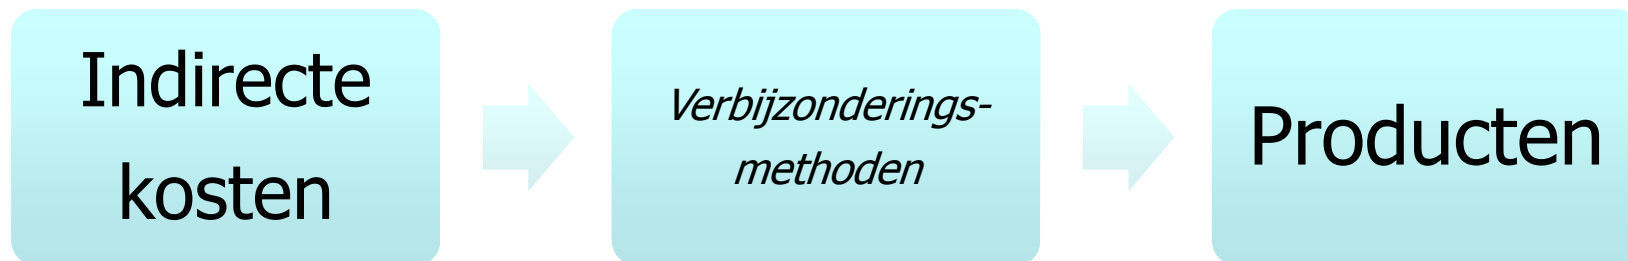 Indirecte
kosten
Verbijzonderings-
methoden
Producten